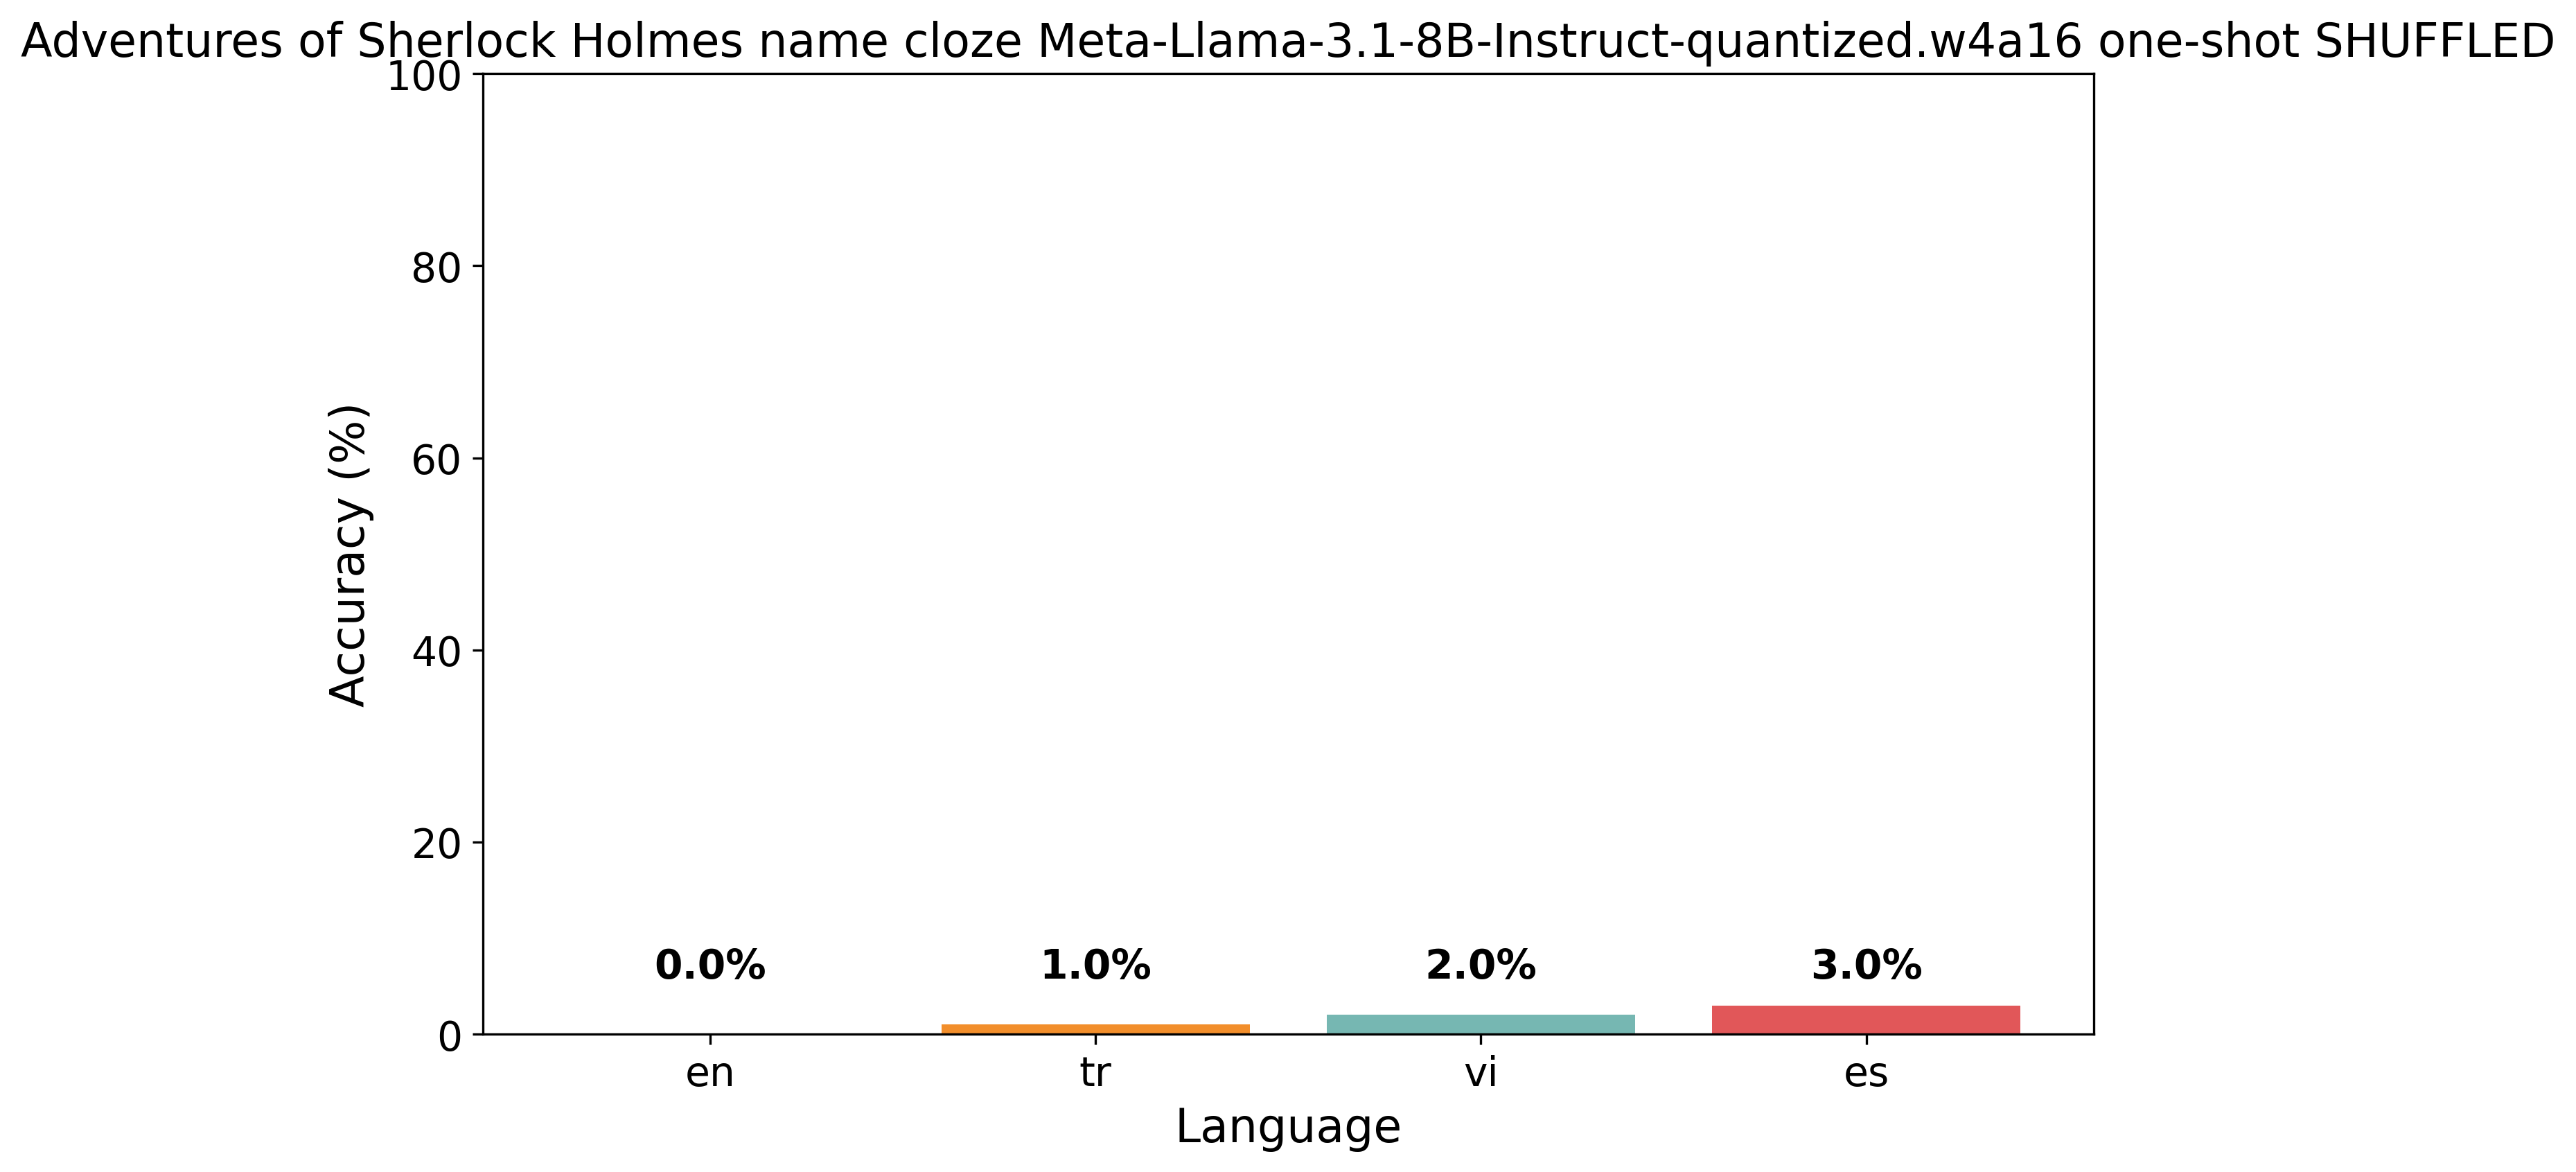 Adventures of Sherlock Holmes name cloze Meta-Llama-3.1-8B-Instruct-quantized.w4a16 one-shot SHUFFLED
100
80
60
40
20
0
Accuracy (%)
0.0% 1.0% 2.0% 3.0%
en tr vi es
Language